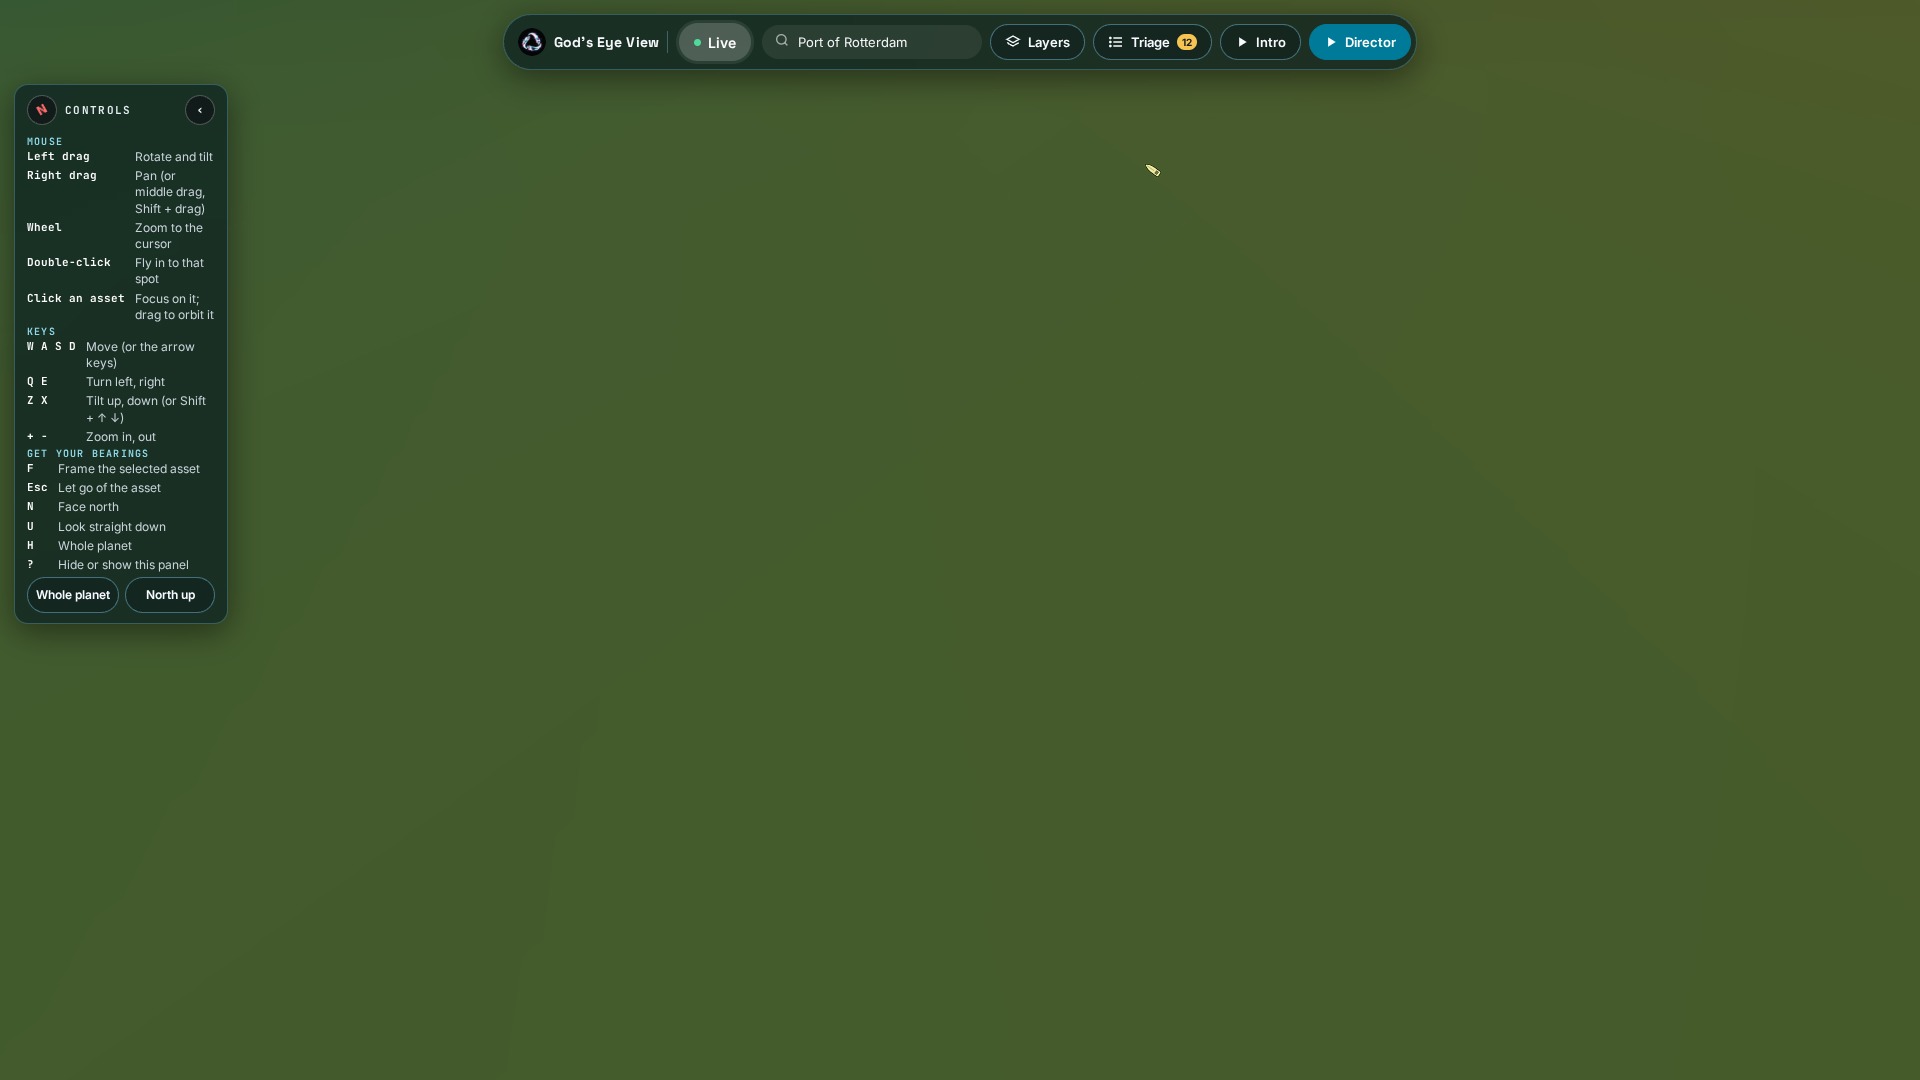 God's Eye View
Live
Port of Rotterdam
Layers
Triage 12
Intro
Director
N
CONTROLS
‹
MOUSE
Left drag Rotate and tilt
Right drag Pan (or
middle drag,
Shift + drag)
Wheel Zoom to the
cursor
Double-click Fly in to that
spot
Click an asset Focus on it;
drag to orbit it
KEYS
W A S D Move (or the arrow
keys)
Q E Turn left, right
Z X Tilt up, down (or Shift
+ ↑ ↓)
+ - Zoom in, out
GET YOUR BEARINGS
F Frame the selected asset
Esc Let go of the asset
N Face north
U Look straight down
H Whole planet
? Hide or show this panel
Whole planet
North up